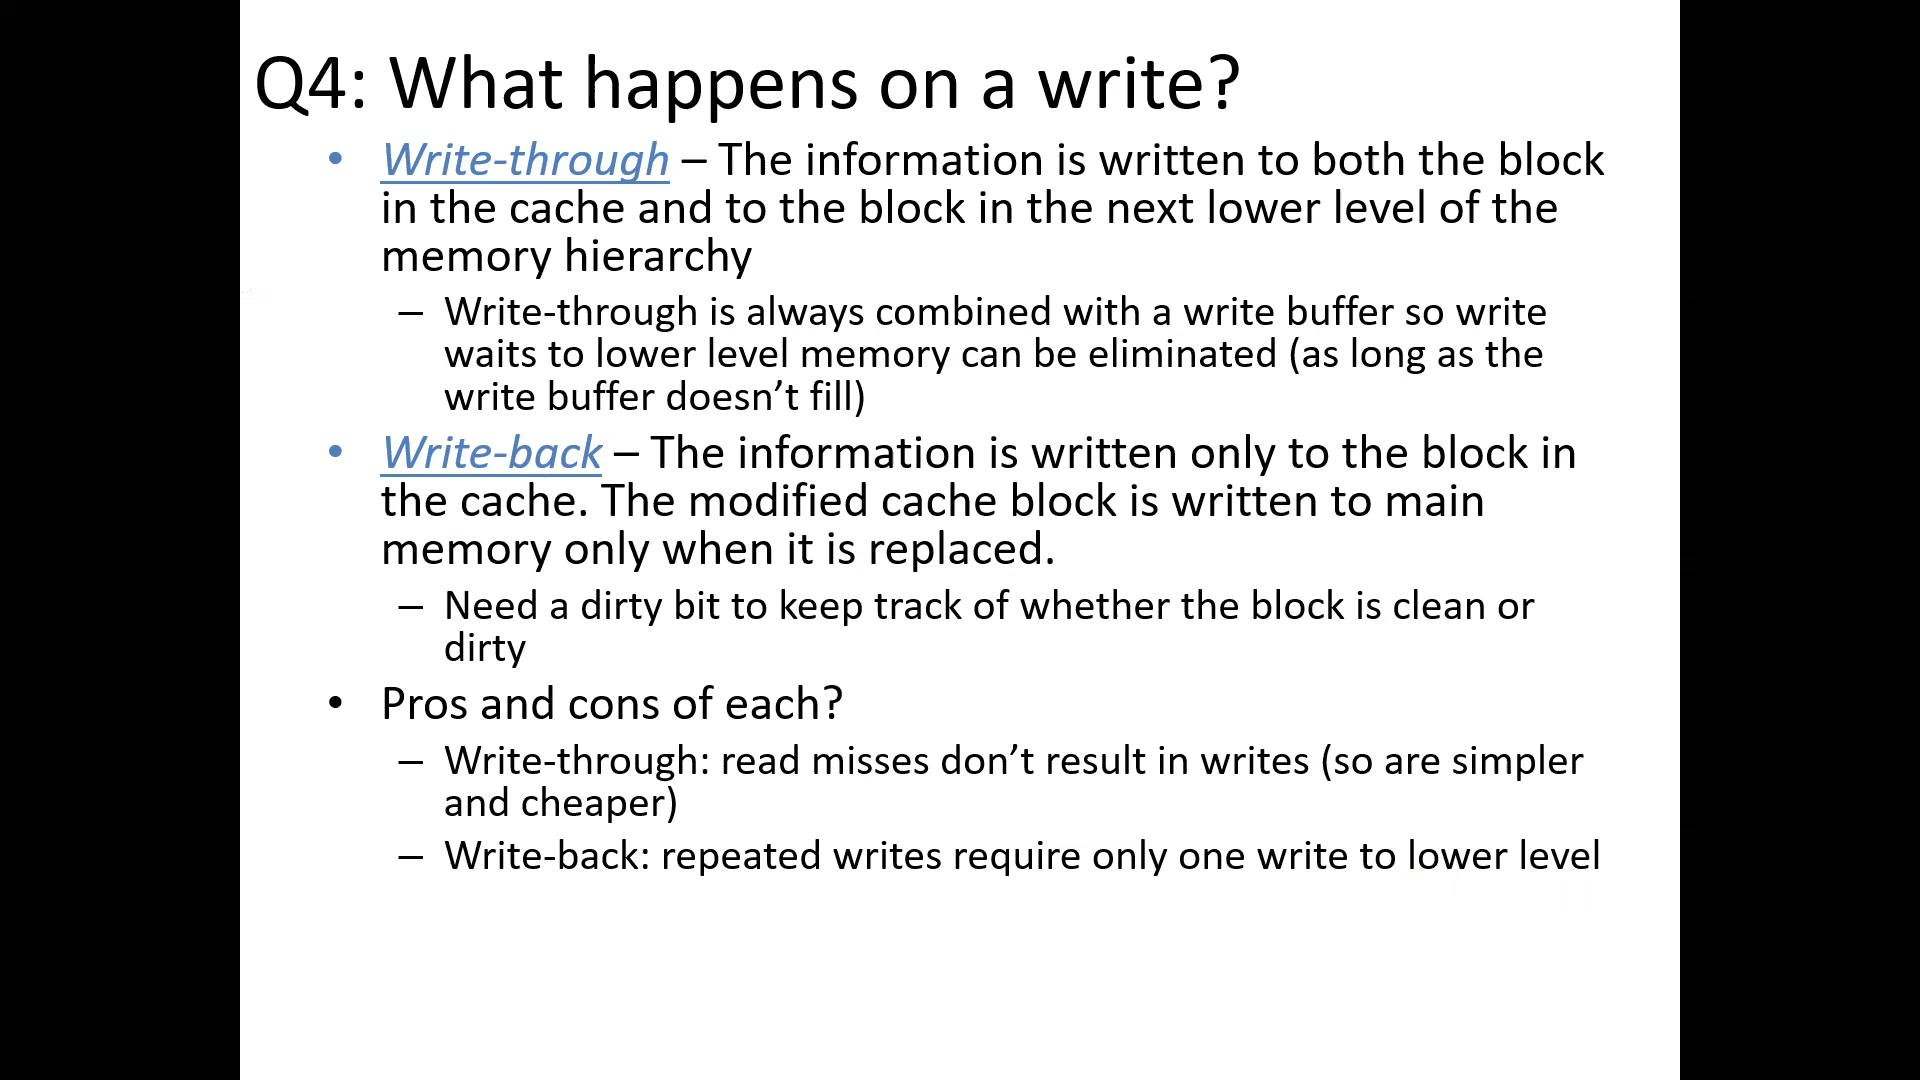 Q4: What happens on a write?
• Write-through – The information is written to both the block
in the cache and to the block in the next lower level of the
memory hierarchy
– Write-through is always combined with a write buffer so write
waits to lower level memory can be eliminated (as long as the
write buffer doesn’t fill)
• Write-back – The information is written only to the block in
the cache. The modified cache block is written to main
memory only when it is replaced.
– Need a dirty bit to keep track of whether the block is clean or
dirty
• Pros and cons of each?
– Write-through: read misses don’t result in writes (so are simpler
and cheaper)
– Write-back: repeated writes require only one write to lower level